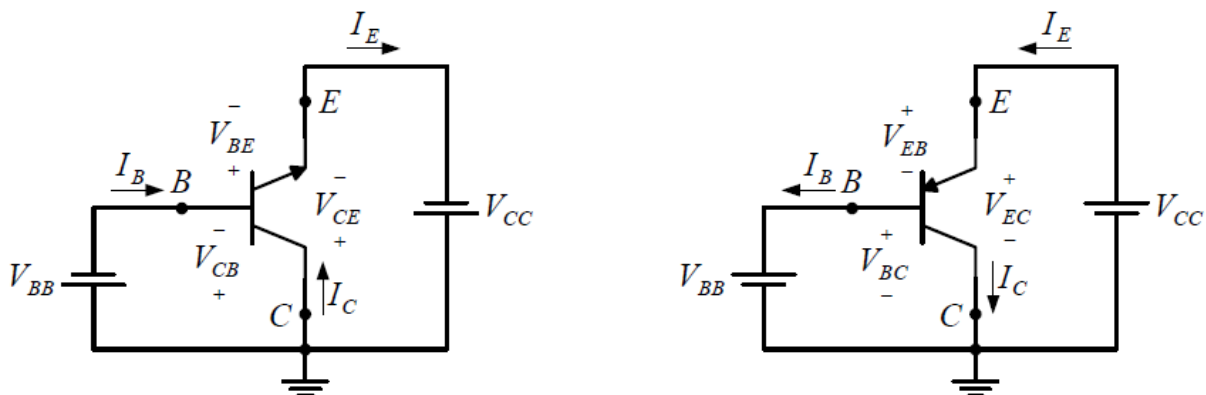 I_E
E
−
V_BE
+
I_B
B
−
V_CE
+
V_CC
−
V_CB
+
V_BB
I_C
C
I_E
E
+
V_EB
−
I_B
B
+
V_EC
−
V_CC
+
V_BC
−
V_BB
I_C
C